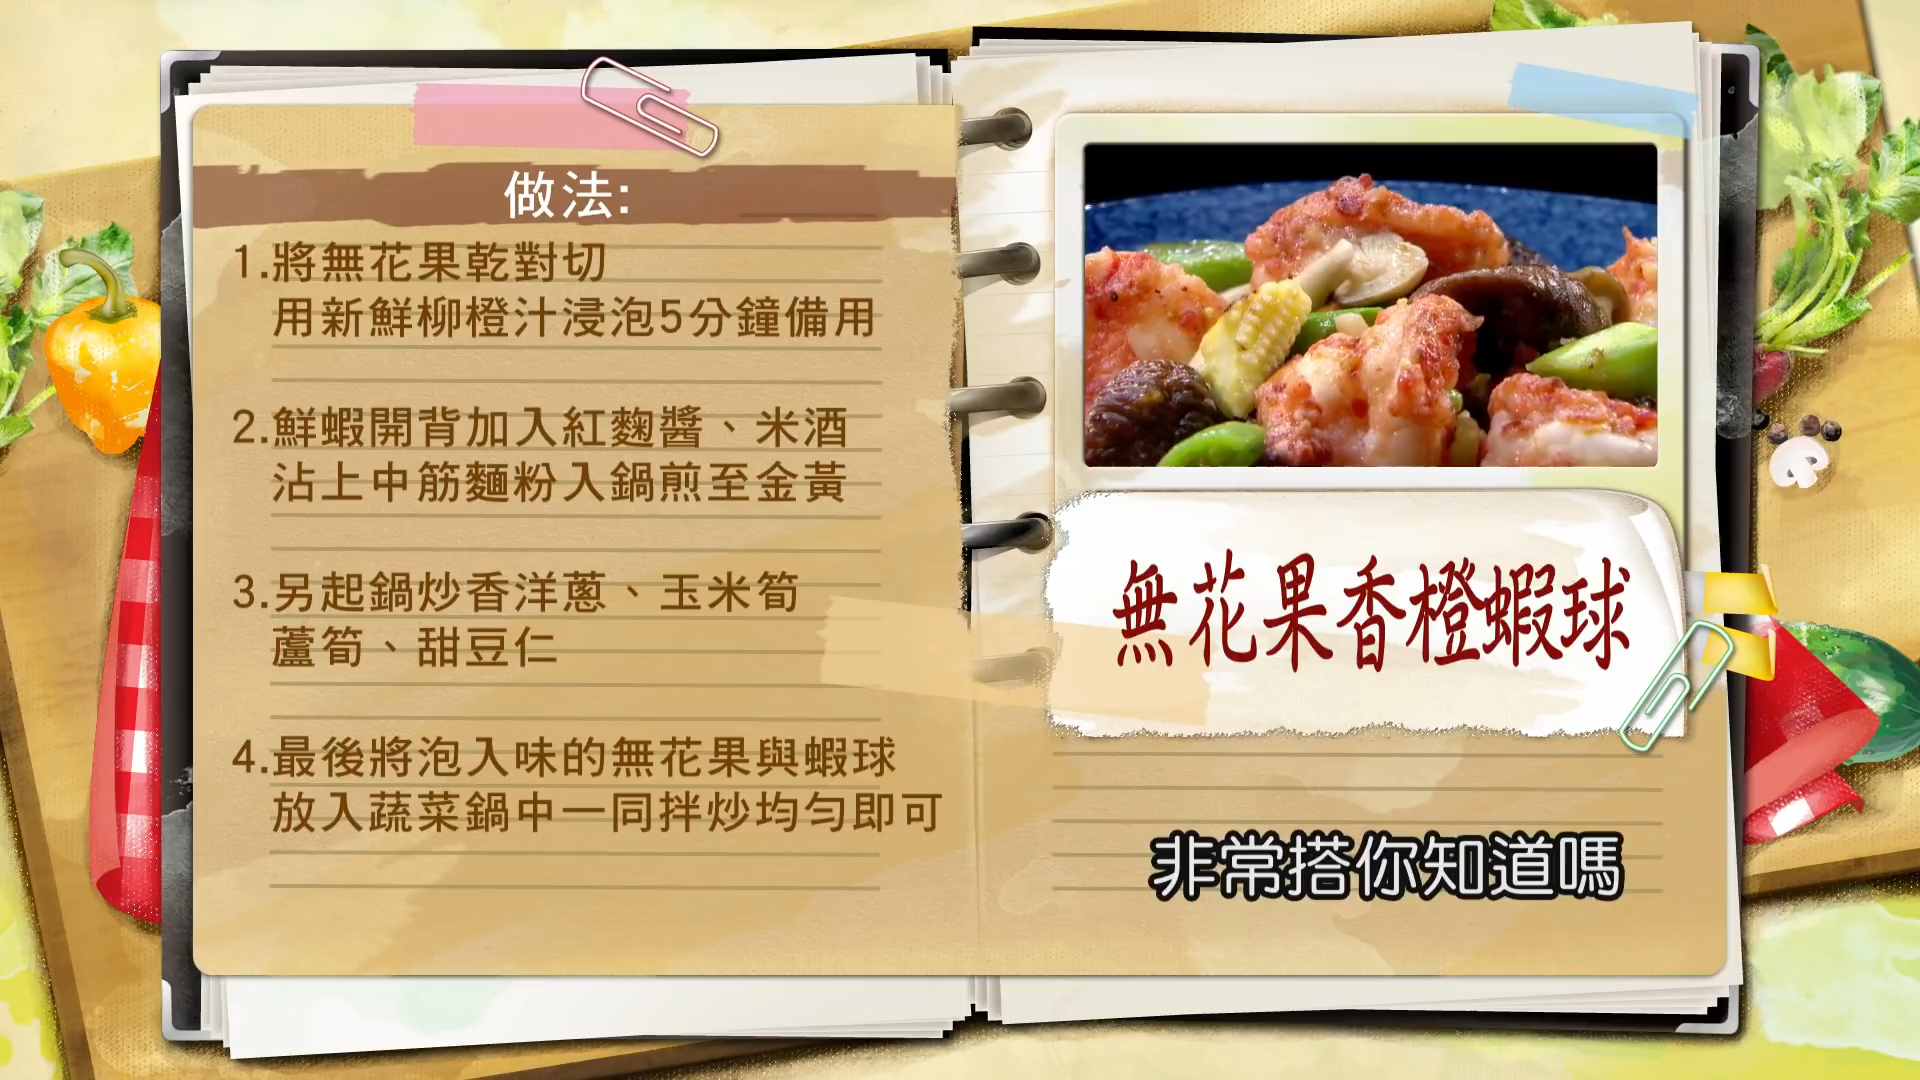 做法:
1.將無花果乾對切
用新鮮柳橙汁浸泡5分鐘備用
2.鮮蝦開背加入紅麴醬、米酒
沾上中筋麵粉入鍋煎至金黃
3.另起鍋炒香洋蔥、玉米筍
蘆筍、甜豆仁
4.最後將泡入味的無花果與蝦球
放入蔬菜鍋中一同拌炒均勻即可
無花果香橙蝦球
非常搭你知道嗎